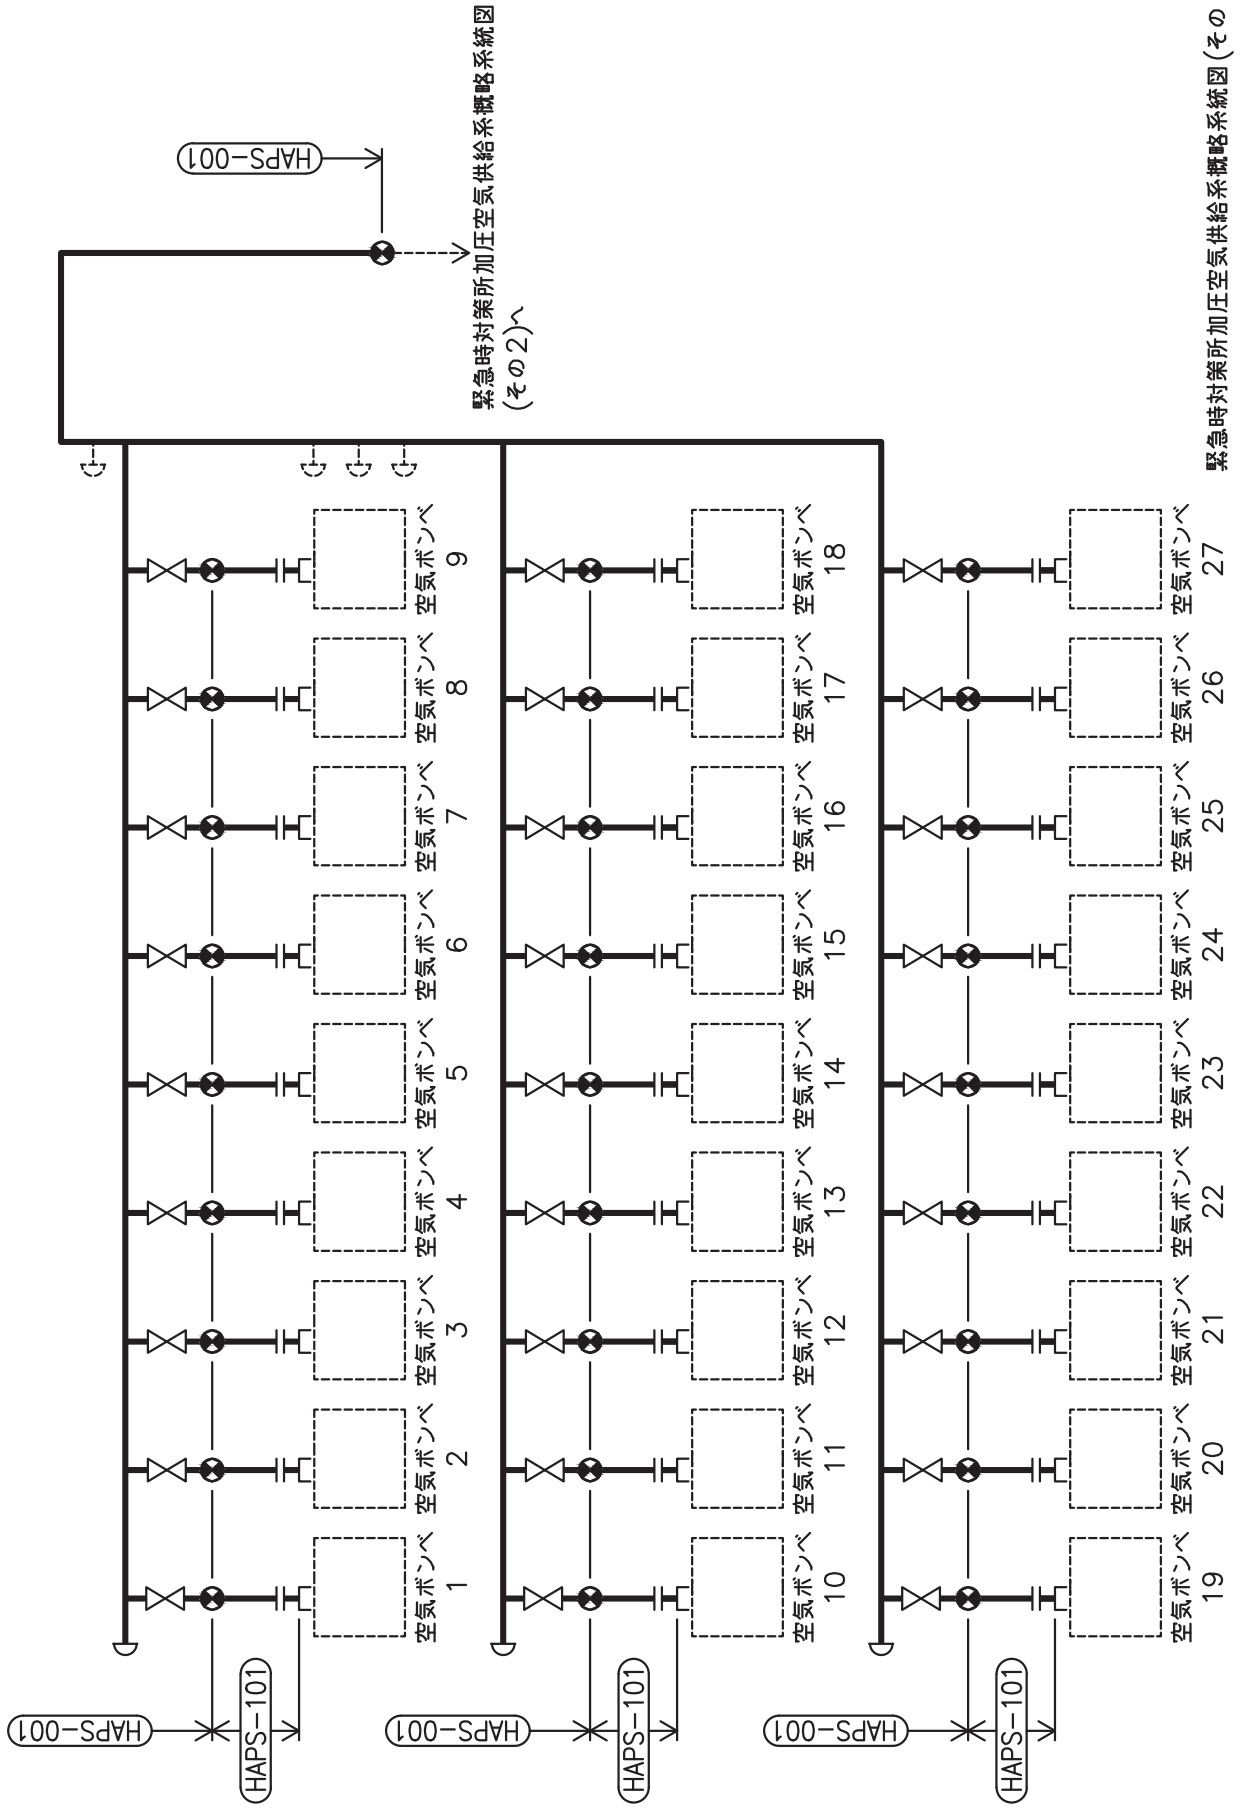 HAPS-001
緊急時対策所加圧空気供給系概略系統図
(その2)へ
空気ボンベ
1
空気ボンベ
2
空気ボンベ
3
空気ボンベ
4
空気ボンベ
5
空気ボンベ
6
空気ボンベ
7
空気ボンベ
8
空気ボンベ
9
HAPS-001
HAPS-101
空気ボンベ
10
空気ボンベ
11
空気ボンベ
12
空気ボンベ
13
空気ボンベ
14
空気ボンベ
15
空気ボンベ
16
空気ボンベ
17
空気ボンベ
18
HAPS-001
HAPS-101
空気ボンベ
19
空気ボンベ
20
空気ボンベ
21
空気ボンベ
22
空気ボンベ
23
空気ボンベ
24
空気ボンベ
25
空気ボンベ
26
空気ボンベ
27
HAPS-001
HAPS-101
緊急時対策所加圧空気供給系概略系統図(その